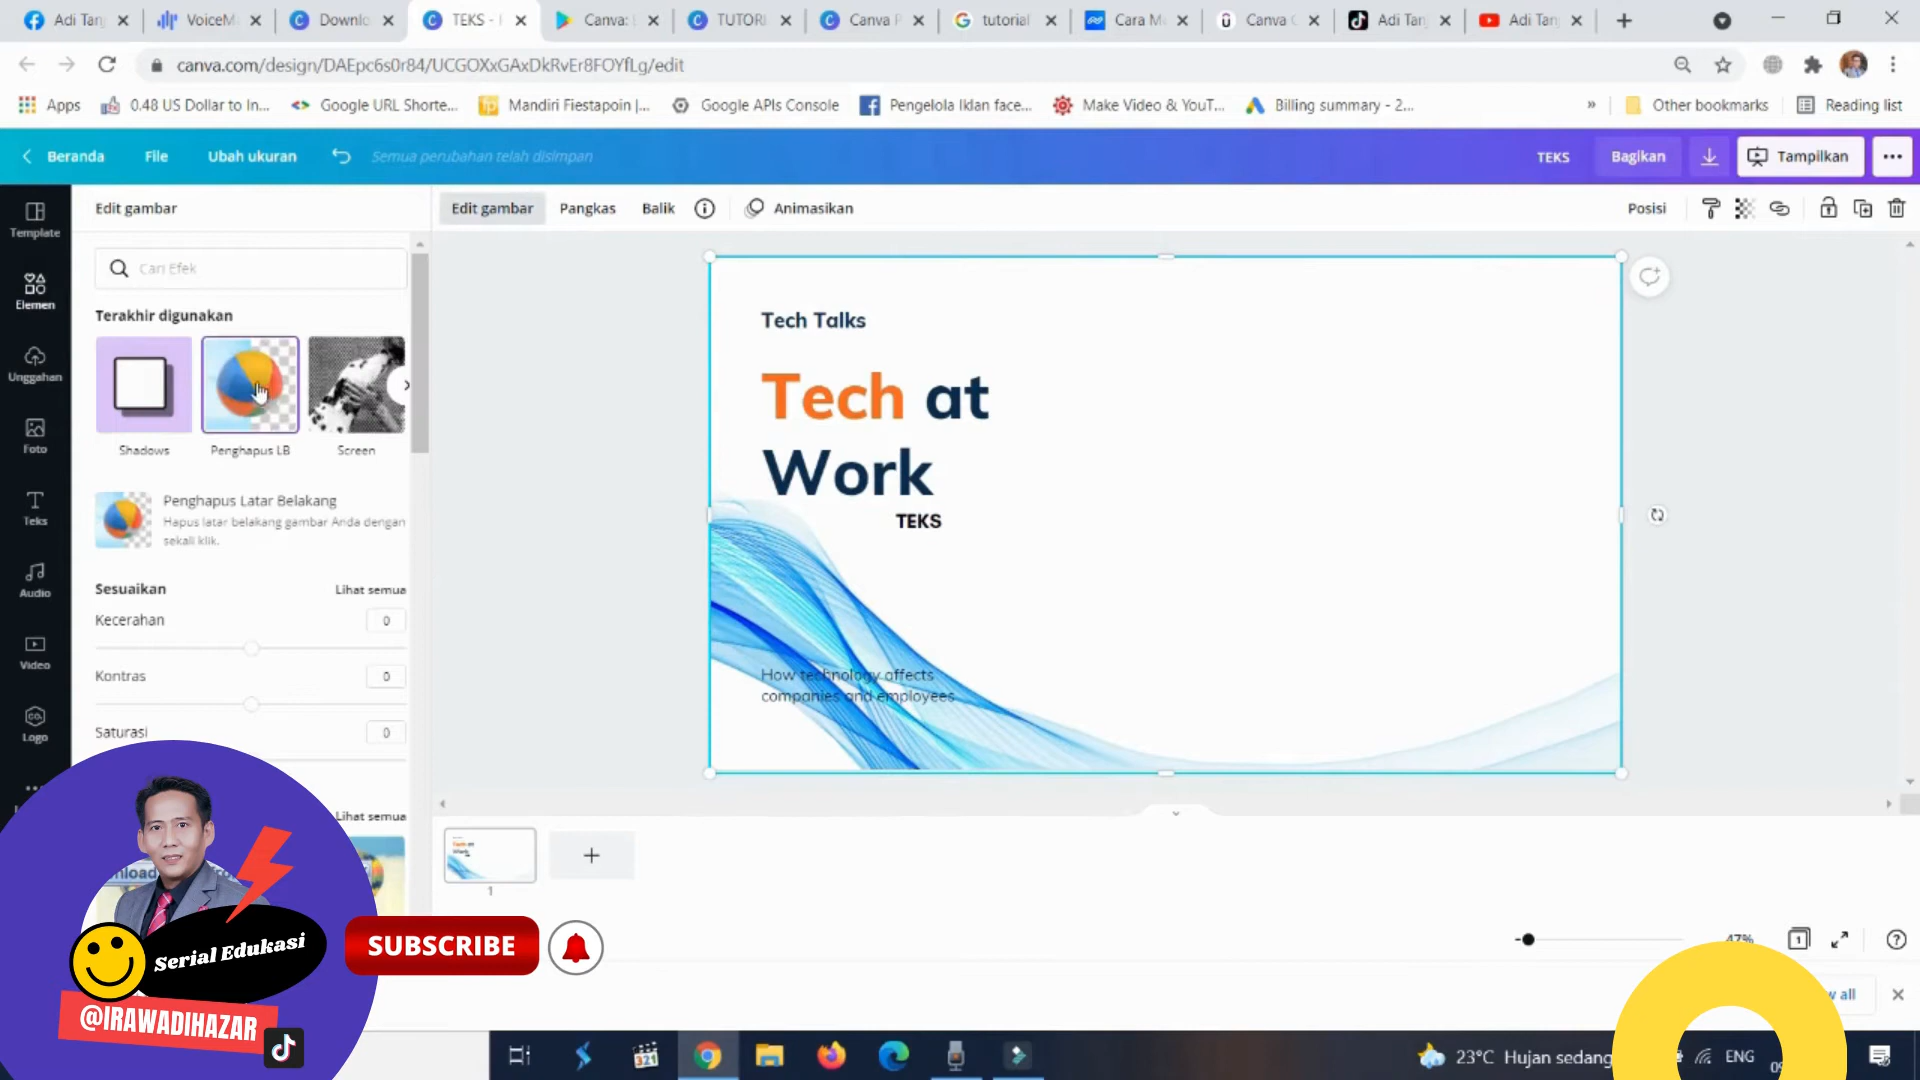 Adi Tan
VoiceM
Downlo
TEKS -
Canva:
TUTOR
Canva P
tutorial
Cara M
Canva
Adi Tan
Adi Tan
canva.com/design/DAEpc6s0r84/UCGOXxGAxDkRvEr8FOYfLg/edit
Apps
0.48 US Dollar to In...
Google URL Shorte...
Mandiri Fiestapoin |...
Google APIs Console
Pengelola Iklan face...
Make Video & YouT...
Billing summary - 2...
»
Other bookmarks
Reading list
Beranda
File
Ubah ukuran
Semua perubahan telah disimpan
TEKS
Bagikan
Tampilkan
Edit gambar
Edit gambar
Pangkas
Balik
Animasikan
Posisi
Template
Elemen
Unggahan
Foto
Teks
Audio
Video
CO.
Logo
Cari Efek
Terakhir digunakan
Shadows
Penghapus LB
Screen
Penghapus Latar Belakang
Hapus latar belakang gambar Anda dengan
sekali klik.
Sesuaikan
Lihat semua
Kecerahan
0
Kontras
0
Saturasi
0
Lihat semua
Tech Talks
Tech at
Work
TEKS
How technology affects
companies and employees
1
47%
1
Serial Edukasi
@IRAWADIHAZAR
SUBSCRIBE
all
321
23°C Hujan sedang
ENG